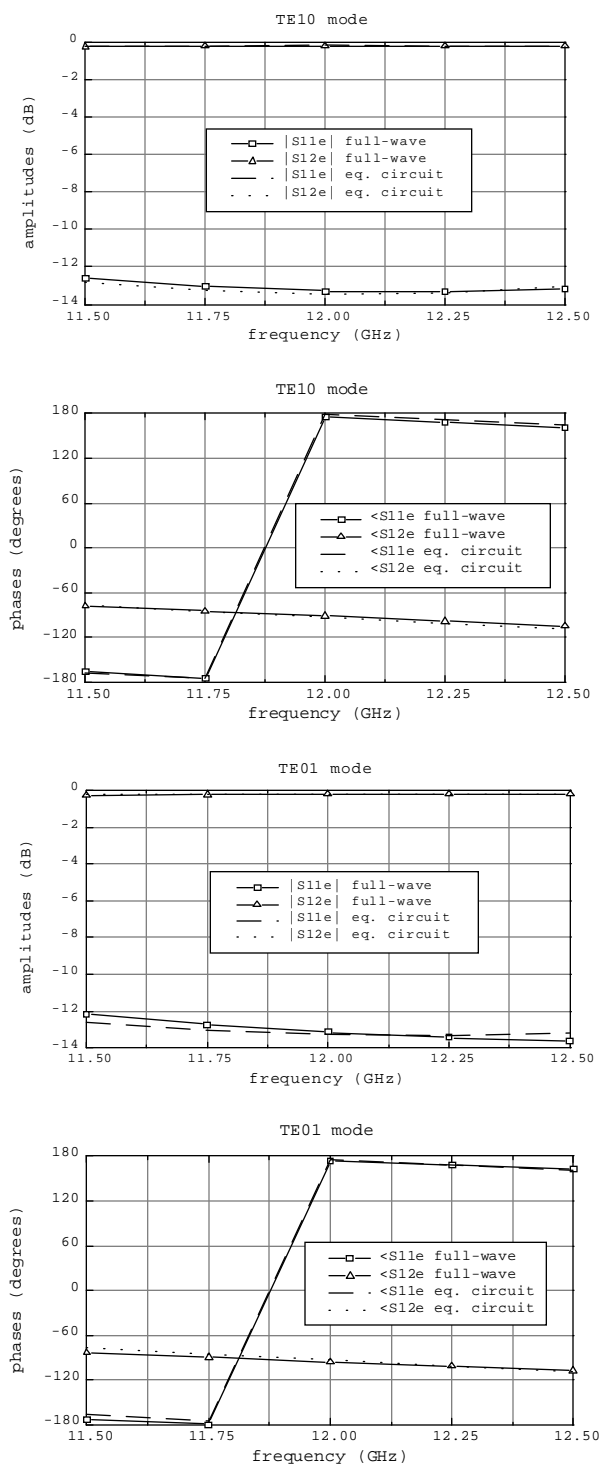 TE10 mode
0
-2
-4
-6
-8
-10
-12
-14
amplitudes (dB)
|S11e| full-wave
|S12e| full-wave
|S11e| eq. circuit
|S12e| eq. circuit
11.50 11.75 12.00 12.25 12.50
frequency (GHz)
TE10 mode
180
120
60
0
-60
-120
-180
phases (degrees)
<S11e full-wave
<S12e full-wave
<S11e eq. circuit
<S12e eq. circuit
11.50 11.75 12.00 12.25 12.50
frequency (GHz)
TE01 mode
0
-2
-4
-6
-8
-10
-12
-14
amplitudes (dB)
|S11e| full-wave
|S12e| full-wave
|S11e| eq. circuit
|S12e| eq. circuit
11.50 11.75 12.00 12.25 12.50
frequency (GHz)
TE01 mode
180
120
60
0
-60
-120
-180
phases (degrees)
<S11e full-wave
<S12e full-wave
<S11e eq. circuit
<S12e eq. circuit
11.50 11.75 12.00 12.25 12.50
frequency (GHz)